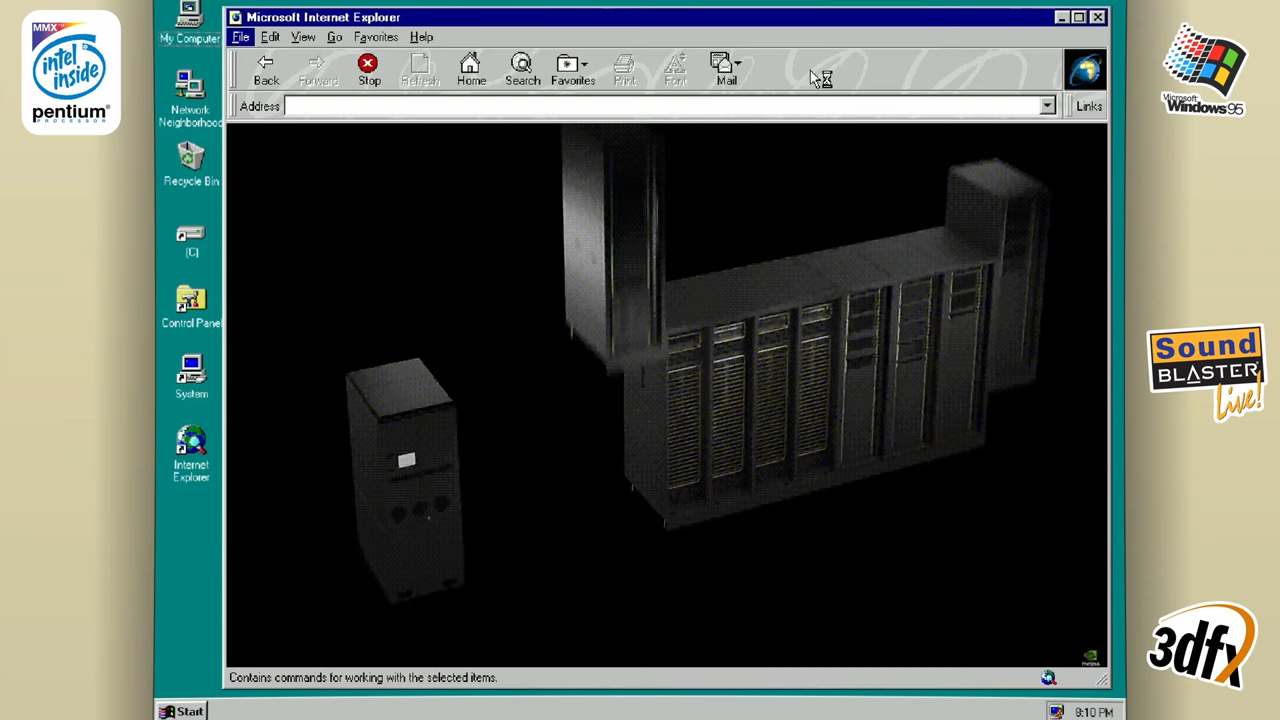 Microsoft Internet Explorer
My Computer
File Edit View Go Favorites Help
MMX
intel
inside
pentium®
PROCESSOR
Back Forward Stop Refresh Home Search Favorites Print Font Mail
Microsoft
Windows 95
Network
Neighborhood
Address
Links
Recycle Bin
(C)
Control Panel
Sound
BLASTER
Live!
System
Internet
Explorer
3dfx
Contains commands for working with the selected items.
Start
8:10 PM